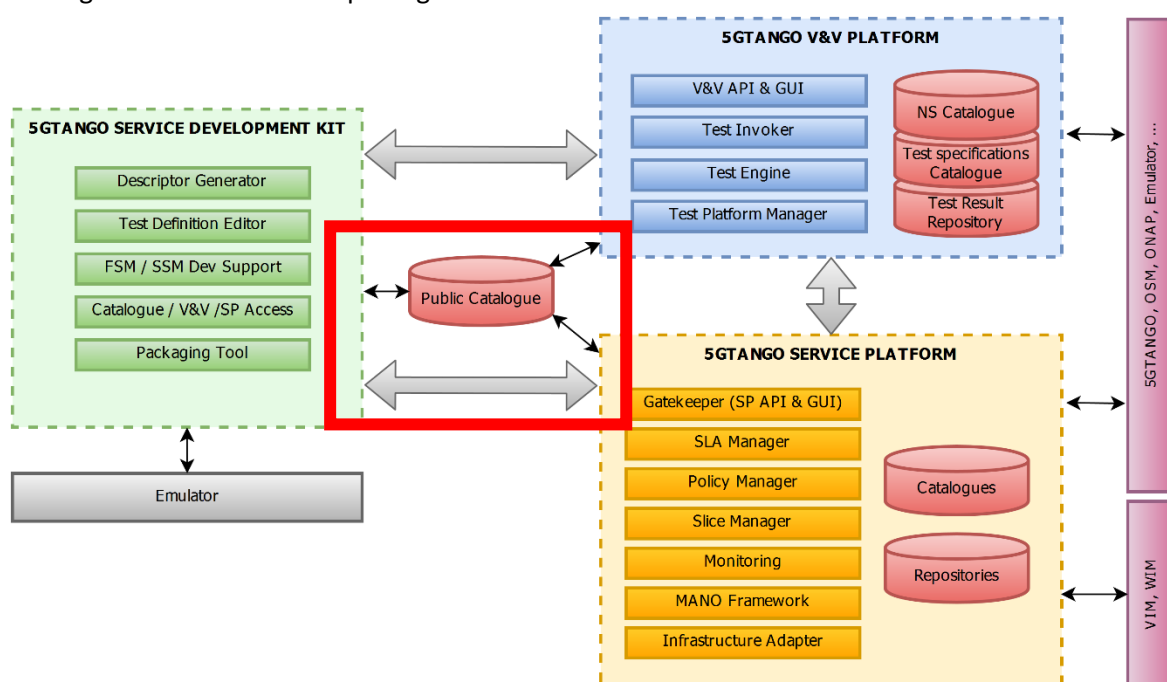 5GTANGO V&V PLATFORM
V&V API & GUI
Test Invoker
Test Engine
Test Platform Manager
NS Catalogue
Test specifications
Catalogue
Test Result
Repository
5GTANGO SERVICE DEVELOPMENT KIT
Descriptor Generator
Test Definition Editor
FSM / SSM Dev Support
Catalogue / V&V /SP Access
Packaging Tool
Public Catalogue
Emulator
5GTANGO SERVICE PLATFORM
Gatekeeper (SP API & GUI)
SLA Manager
Policy Manager
Slice Manager
Monitoring
MANO Framework
Infrastructure Adapter
Catalogues
Repositories
5GTANGO, OSM, ONAP, Emulator, ...
VIM, WIM